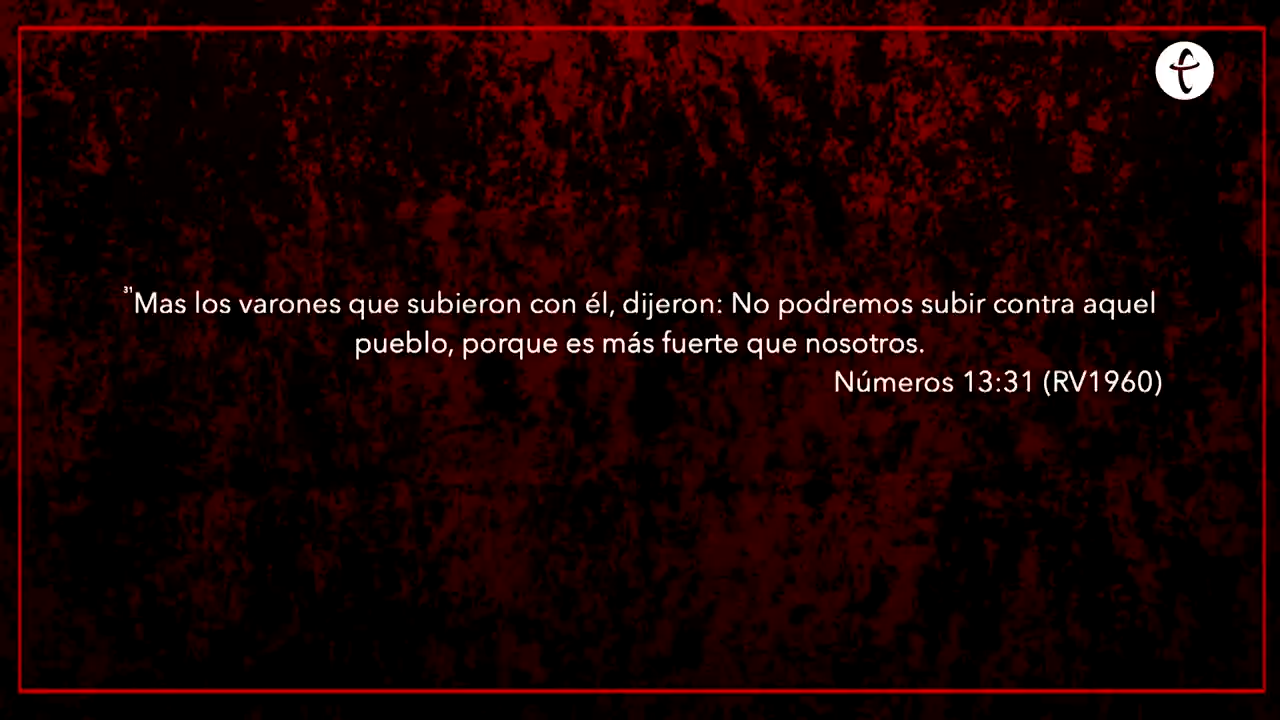 ³¹Mas los varones que subieron con él, dijeron: No podremos subir contra aquel
pueblo, porque es más fuerte que nosotros.
Números 13:31 (RV1960)